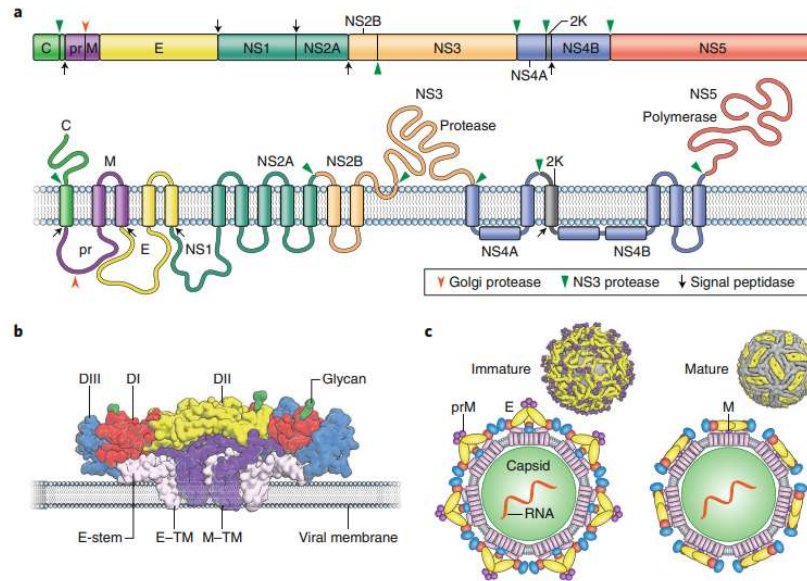 a
NS2B
2K
C
pr
M
E
NS1
NS2A
NS3
NS4B
NS5
NS4A
NS3
NS5
Protease
Polymerase
C
M
NS2A
NS2B
2K
pr
E
NS1
NS4A
NS4B
Golgi protease
NS3 protease
Signal peptidase
b
DIII
DI
DII
Glycan
E-stem
E–TM
M–TM
Viral membrane
c
Immature
Mature
prM
E
M
Capsid
RNA